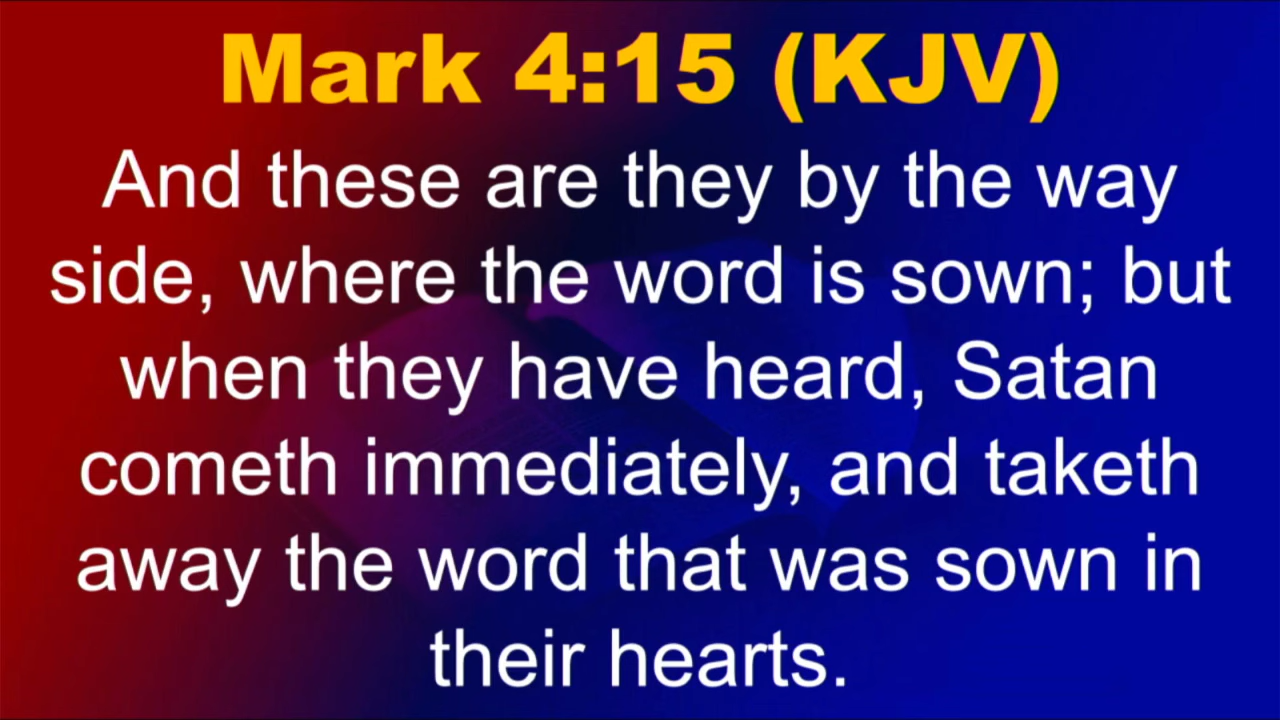 Mark 4:15 (KJV)
And these are they by the way
side, where the word is sown; but
when they have heard, Satan
cometh immediately, and taketh
away the word that was sown in
their hearts.